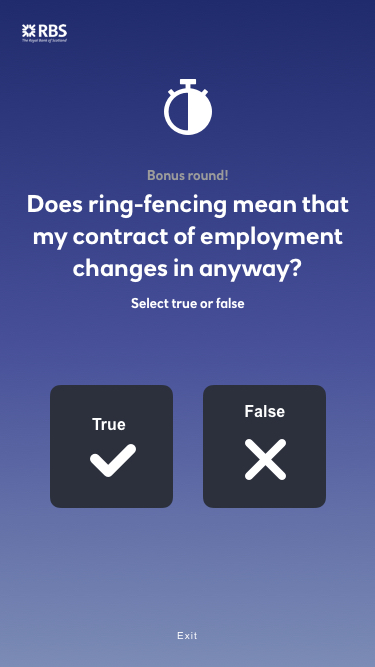 RBS
The Royal Bank of Scotland
Bonus round!
Does ring-fencing mean that
my contract of employment
changes in anyway?
Select true or false
True
False
Exit